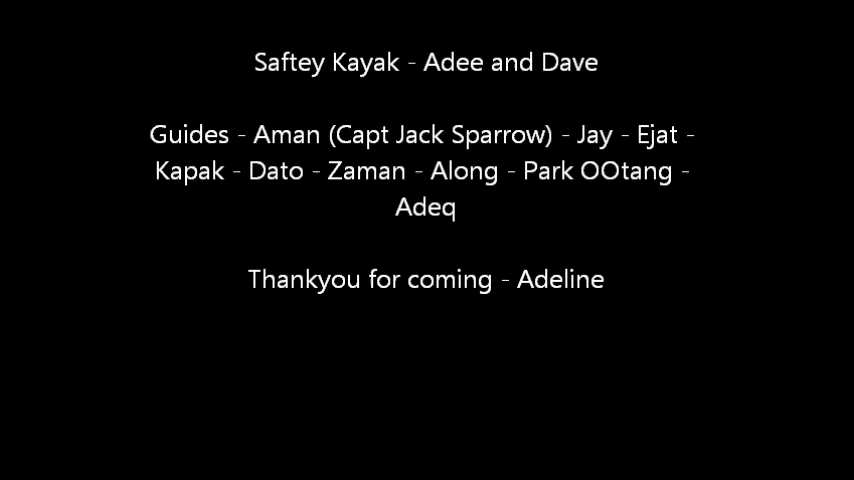 Saftey Kayak - Adee and Dave
Guides - Aman (Capt Jack Sparrow) - Jay - Ejat -
Kapak - Dato - Zaman - Along - Park OOtang -
Adeq
Thankyou for coming - Adeline